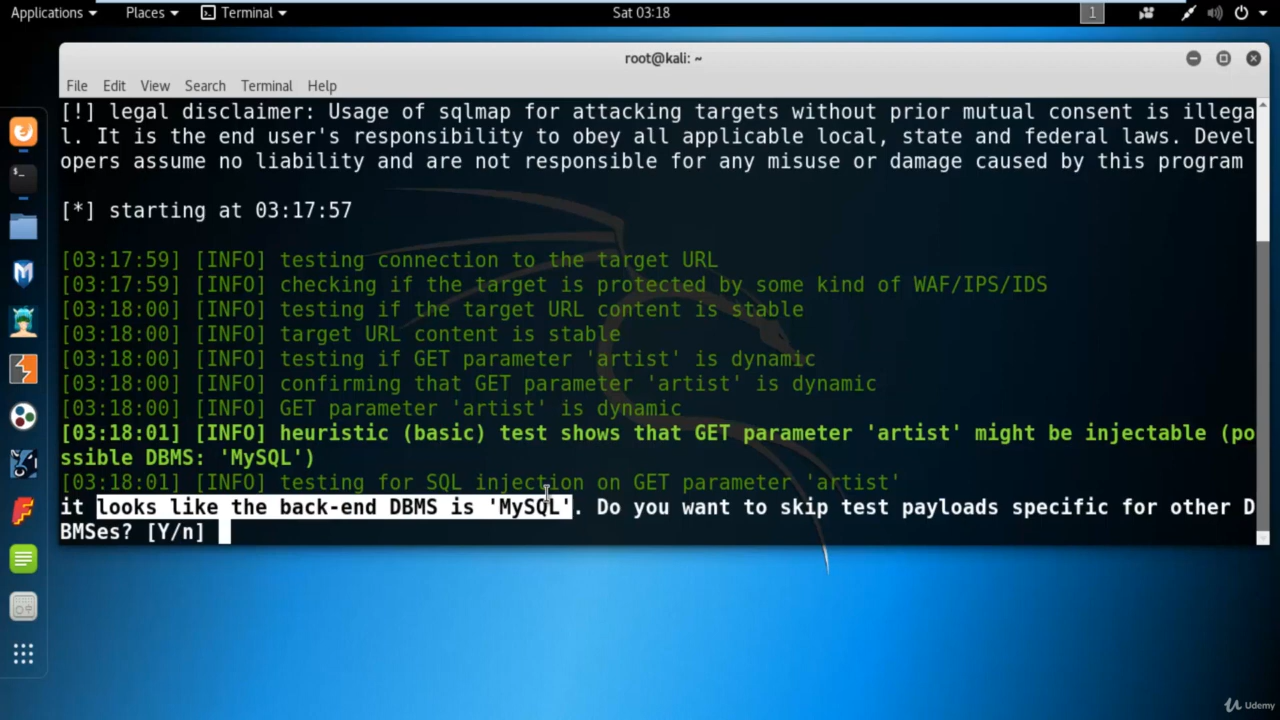 Applications Places Terminal Sat 03:18 1
root@kali: ~
File Edit View Search Terminal Help
[!] legal disclaimer: Usage of sqlmap for attacking targets without prior mutual consent is illega
l. It is the end user's responsibility to obey all applicable local, state and federal laws. Devel
opers assume no liability and are not responsible for any misuse or damage caused by this program
[*] starting at 03:17:57
[03:17:59] [INFO] testing connection to the target URL
[03:17:59] [INFO] checking if the target is protected by some kind of WAF/IPS/IDS
[03:18:00] [INFO] testing if the target URL content is stable
[03:18:00] [INFO] target URL content is stable
[03:18:00] [INFO] testing if GET parameter 'artist' is dynamic
[03:18:00] [INFO] confirming that GET parameter 'artist' is dynamic
[03:18:00] [INFO] GET parameter 'artist' is dynamic
[03:18:01] [INFO] heuristic (basic) test shows that GET parameter 'artist' might be injectable (po
ssible DBMS: 'MySQL')
[03:18:01] [INFO] testing for SQL injection on GET parameter 'artist'
it looks like the back-end DBMS is 'MySQL'. Do you want to skip test payloads specific for other D
BMSes? [Y/n]
Udemy